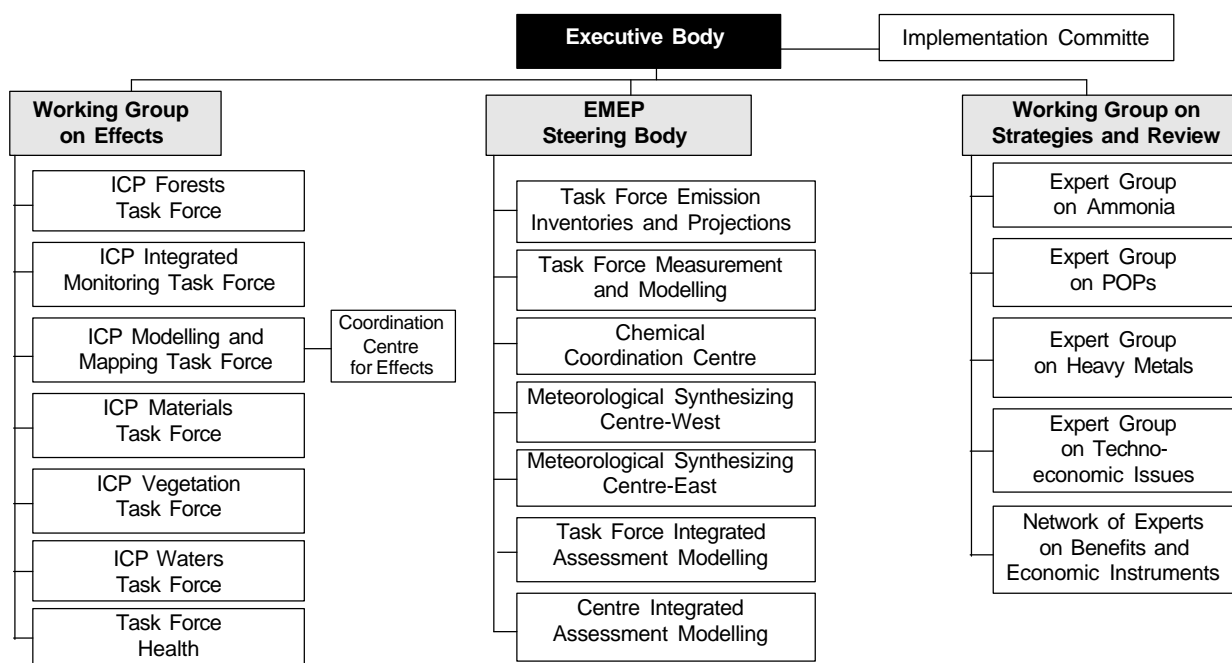 Executive Body
Implementation Committe
Working Group
on Effects
EMEP
Steering Body
Working Group on
Strategies and Review
ICP Forests
Task Force
ICP Integrated
Monitoring Task Force
ICP Modelling and
Mapping Task Force
Coordination
Centre
for Effects
ICP Materials
Task Force
ICP Vegetation
Task Force
ICP Waters
Task Force
Task Force
Health
Task Force Emission
Inventories and Projections
Task Force Measurement
and Modelling
Chemical
Coordination Centre
Meteorological Synthesizing
Centre-West
Meteorological Synthesizing
Centre-East
Task Force Integrated
Assessment Modelling
Centre Integrated
Assessment Modelling
Expert Group
on Ammonia
Expert Group
on POPs
Expert Group
on Heavy Metals
Expert Group
on Techno-
economic Issues
Network of Experts
on Benefits and
Economic Instruments